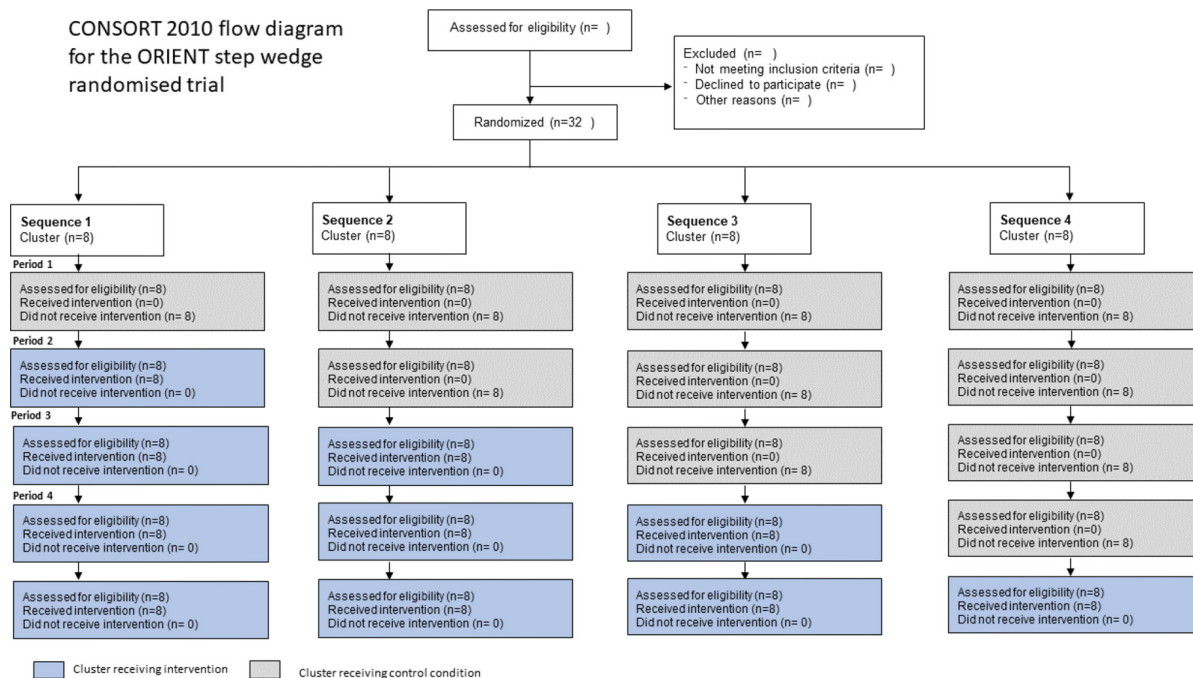 CONSORT 2010 flow diagram
for the ORIENT step wedge
randomised trial
Assessed for eligibility (n=  )
Excluded (n=  )
- Not meeting inclusion criteria (n=  )
- Declined to participate (n=  )
- Other reasons (n=  )
Randomized (n=32  )
Sequence 1
Cluster (n=8)
Sequence 2
Cluster (n=8)
Sequence 3
Cluster (n=8)
Sequence 4
Cluster (n=8)
Period 1
Assessed for eligibility (n=8)
Received intervention (n=0)
Did not receive intervention (n= 8)
Assessed for eligibility (n=8)
Received intervention (n=0)
Did not receive intervention (n= 8)
Assessed for eligibility (n=8)
Received intervention (n=0)
Did not receive intervention (n= 8)
Assessed for eligibility (n=8)
Received intervention (n=0)
Did not receive intervention (n= 8)
Period 2
Assessed for eligibility (n=8)
Received intervention (n=8)
Did not receive intervention (n= 0)
Assessed for eligibility (n=8)
Received intervention (n=0)
Did not receive intervention (n= 8)
Assessed for eligibility (n=8)
Received intervention (n=0)
Did not receive intervention (n= 8)
Assessed for eligibility (n=8)
Received intervention (n=0)
Did not receive intervention (n= 8)
Period 3
Assessed for eligibility (n=8)
Received intervention (n=8)
Did not receive intervention (n= 0)
Assessed for eligibility (n=8)
Received intervention (n=8)
Did not receive intervention (n= 0)
Assessed for eligibility (n=8)
Received intervention (n=0)
Did not receive intervention (n= 8)
Assessed for eligibility (n=8)
Received intervention (n=0)
Did not receive intervention (n= 8)
Period 4
Assessed for eligibility (n=8)
Received intervention (n=8)
Did not receive intervention (n= 0)
Assessed for eligibility (n=8)
Received intervention (n=8)
Did not receive intervention (n= 0)
Assessed for eligibility (n=8)
Received intervention (n=8)
Did not receive intervention (n= 0)
Assessed for eligibility (n=8)
Received intervention (n=0)
Did not receive intervention (n= 8)
Assessed for eligibility (n=8)
Received intervention (n=8)
Did not receive intervention (n= 0)
Assessed for eligibility (n=8)
Received intervention (n=8)
Did not receive intervention (n= 0)
Assessed for eligibility (n=8)
Received intervention (n=8)
Did not receive intervention (n= 0)
Assessed for eligibility (n=8)
Received intervention (n=8)
Did not receive intervention (n= 0)
Cluster receiving intervention
Cluster receiving control condition